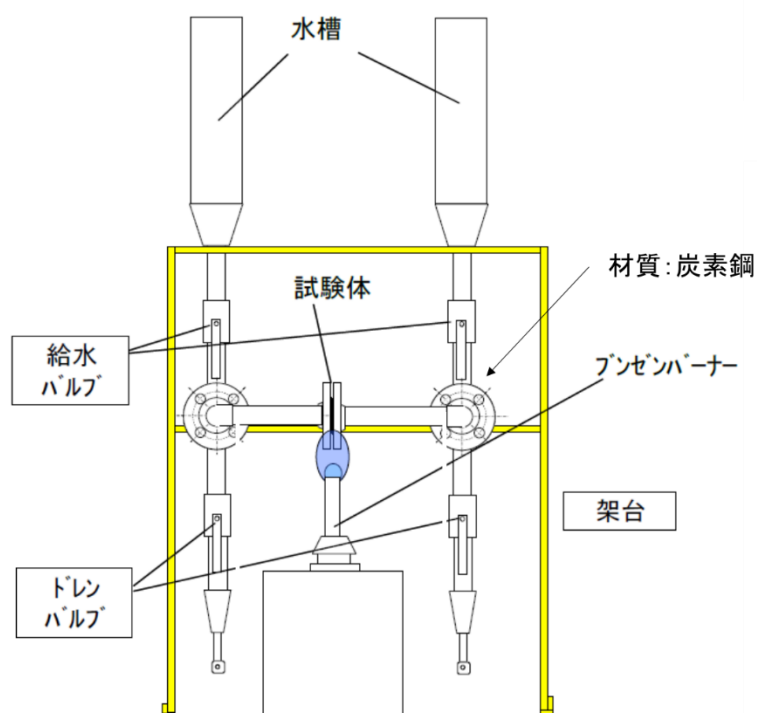 水槽
材質：炭素鋼
試験体
給水
ﾊﾞﾙﾌﾞ
ﾌﾞﾝｾﾞﾝﾊﾞｰﾅｰ
架台
ﾄﾞﾚﾝ
ﾊﾞﾙﾌﾞ